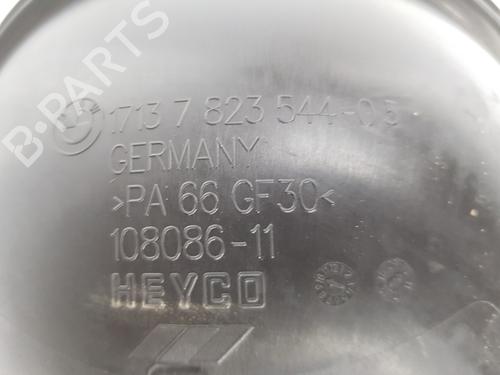 B-PARTS
1713 7 823 544-03
GERMANY
>PA 66 GF30<
108086-11
HEYCO